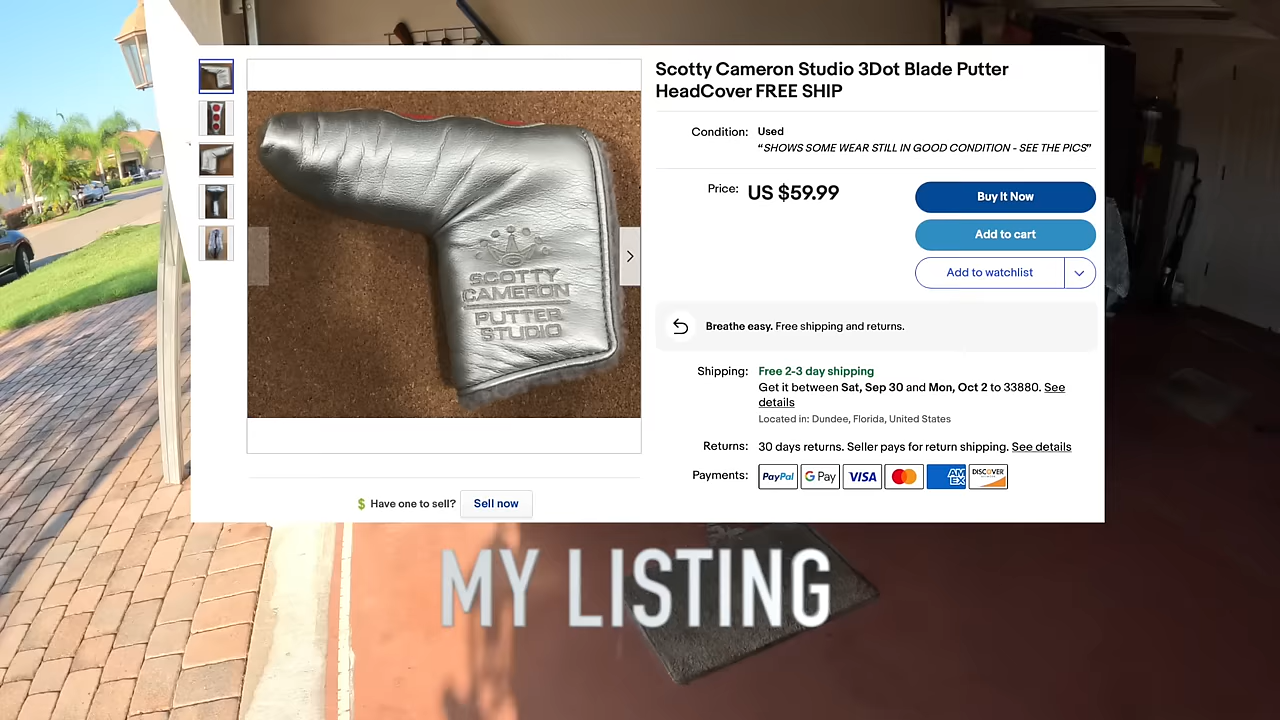 Scotty Cameron Studio 3Dot Blade Putter
HeadCover FREE SHIP
Condition: Used
“SHOWS SOME WEAR STILL IN GOOD CONDITION - SEE THE PICS”
Price: US $59.99
Buy It Now
Add to cart
Add to watchlist
SCOTTY
CAMERON
PUTTER
STUDIO
Breathe easy. Free shipping and returns.
Shipping: Free 2-3 day shipping
Get it between Sat, Sep 30 and Mon, Oct 2 to 33880. See
details
Located in: Dundee, Florida, United States
Returns: 30 days returns. Seller pays for return shipping. See details
Payments: PayPal G Pay VISA AM EX DISCOVER
Have one to sell? Sell now
MY LISTING